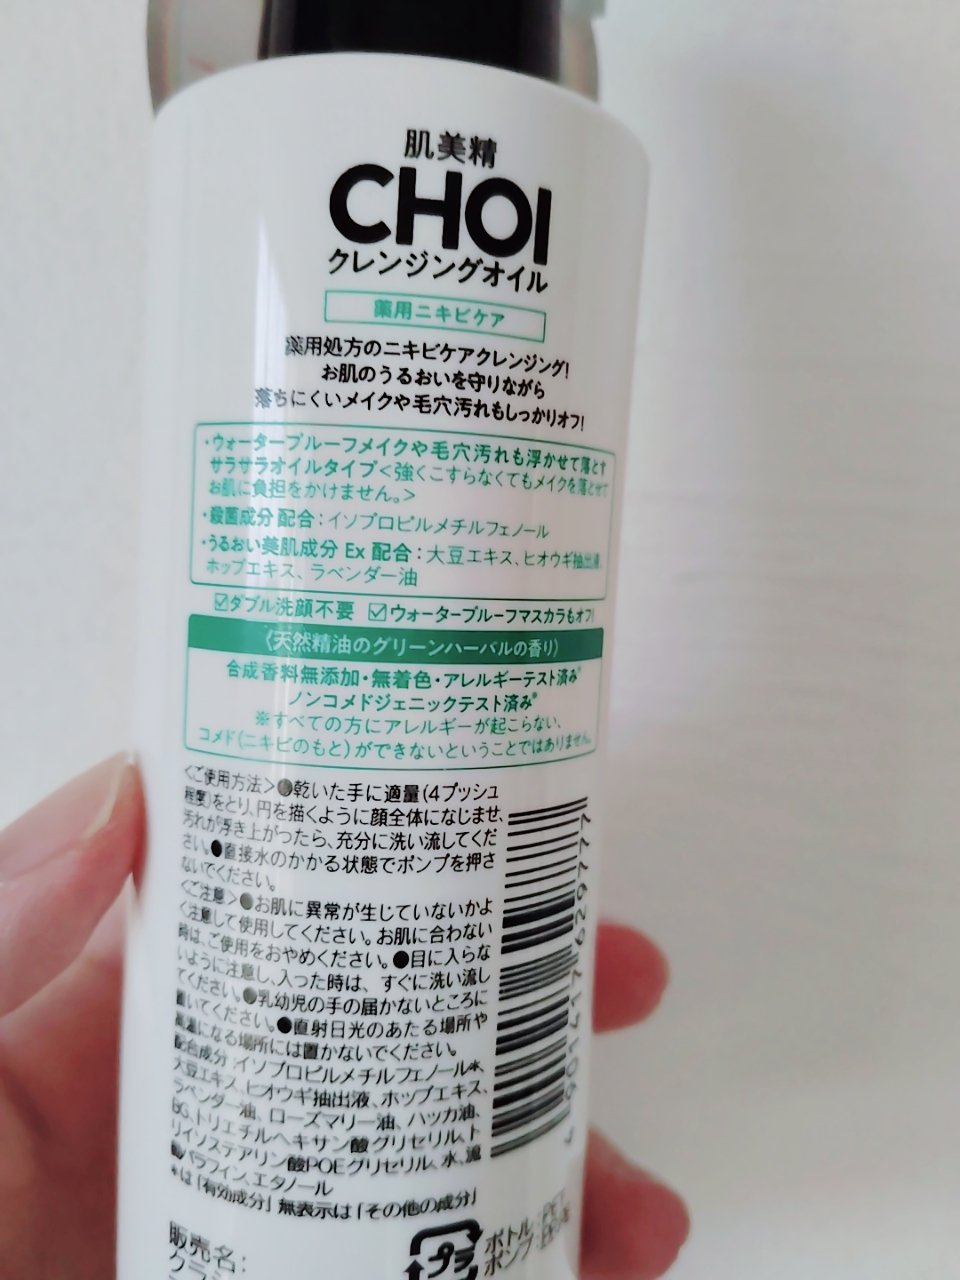 肌美精
CHOI
クレンジングオイル
薬用ニキビケア
薬用処方のニキビケアクレンジング!
お肌のうるおいを守りながら
落ちにくいメイクや毛穴汚れもしっかりオフ!
・ウォータープルーフメイクや毛穴汚れも浮かせて落とす
サラサラオイルタイプ<強くこすらなくてもメイクを落とせて
お肌に負担をかけません。>
・殺菌成分 配合：イソプロピルメチルフェノール
・うるおい美肌成分 Ex 配合：大豆エキス、ヒオウギ抽出液、
ホップエキス、ラベンダー油
☑ダブル洗顔不要 ☑ウォータープルーフマスカラもオフ!
〈天然精油のグリーンハーバルの香り〉
合成香料無添加・無着色・アレルギーテスト済み※
ノンコメドジェニックテスト済み※
※すべての方にアレルギーが起こらない、
コメド(ニキビのもと)ができないということではありません。
<ご使用方法>●乾いた手に適量(4プッシュ
程度)をとり、円を描くように顔全体になじませ、
汚れが浮き上がったら、充分に洗い流してくだ
さい。●直接水のかかる状態でポンプを押さ
ないでください。
<ご注意>●お肌に異常が生じていないかよ
く注意して使用してください。お肌に合わない
時は、ご使用をおやめください。●目に入らな
いように注意し、入った時は、すぐに洗い流し
てください。●乳幼児の手の届かないところに
置いてください。●直射日光のあたる場所や
高温になる場所には置かないでください。
配合成分 イソプロピルメチルフェノール*、
大豆エキス、ヒオウギ抽出液、ホップエキス、
ラベンダー油、ローズマリー油、ハッカ油、
BG、トリエチルヘキサン酸グリセリル、ト
リイソステアリン酸POEグリセリル、水、流
動パラフィン、エタノール
*は「有効成分」無表示は「その他の成分」
販売名：
プラ
ボトル：PET
ポンプ：